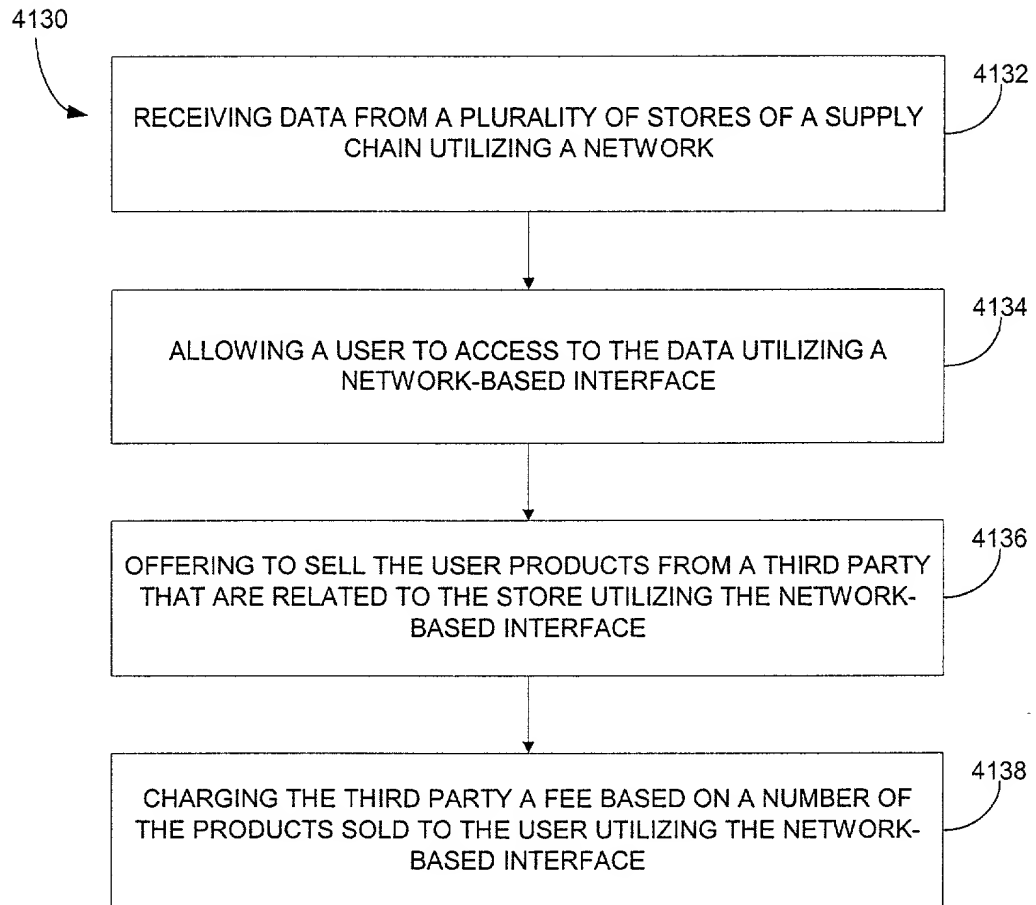 4130
4132
RECEIVING DATA FROM A PLURALITY OF STORES OF A SUPPLY
CHAIN UTILIZING A NETWORK
4134
ALLOWING A USER TO ACCESS TO THE DATA UTILIZING A
NETWORK-BASED INTERFACE
4136
OFFERING TO SELL THE USER PRODUCTS FROM A THIRD PARTY
THAT ARE RELATED TO THE STORE UTILIZING THE NETWORK-
BASED INTERFACE
4138
CHARGING THE THIRD PARTY A FEE BASED ON A NUMBER OF
THE PRODUCTS SOLD TO THE USER UTILIZING THE NETWORK-
BASED INTERFACE